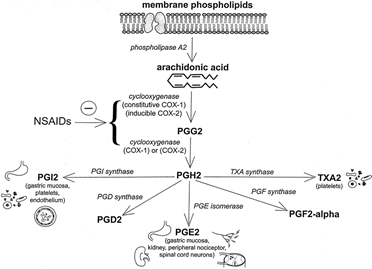 membrane phospholipids
phospholipase A2
arachidonic acid
cyclooxygenase
(constitutive COX-1)
(inducible COX-2)
NSAIDs
PGG2
cyclooxygenase
(COX-1) or (COX-2)
PGI2
(gastric mucosa,
platelets,
endothelium)
PGI synthase
PGH2
TXA synthase
TXA2
(platelets)
PGD synthase
PGF synthase
PGD2
PGE isomerase
PGF2-alpha
PGE2
(gastric mucosa,
kidney, peripheral nociceptor,
spinal cord neurons)